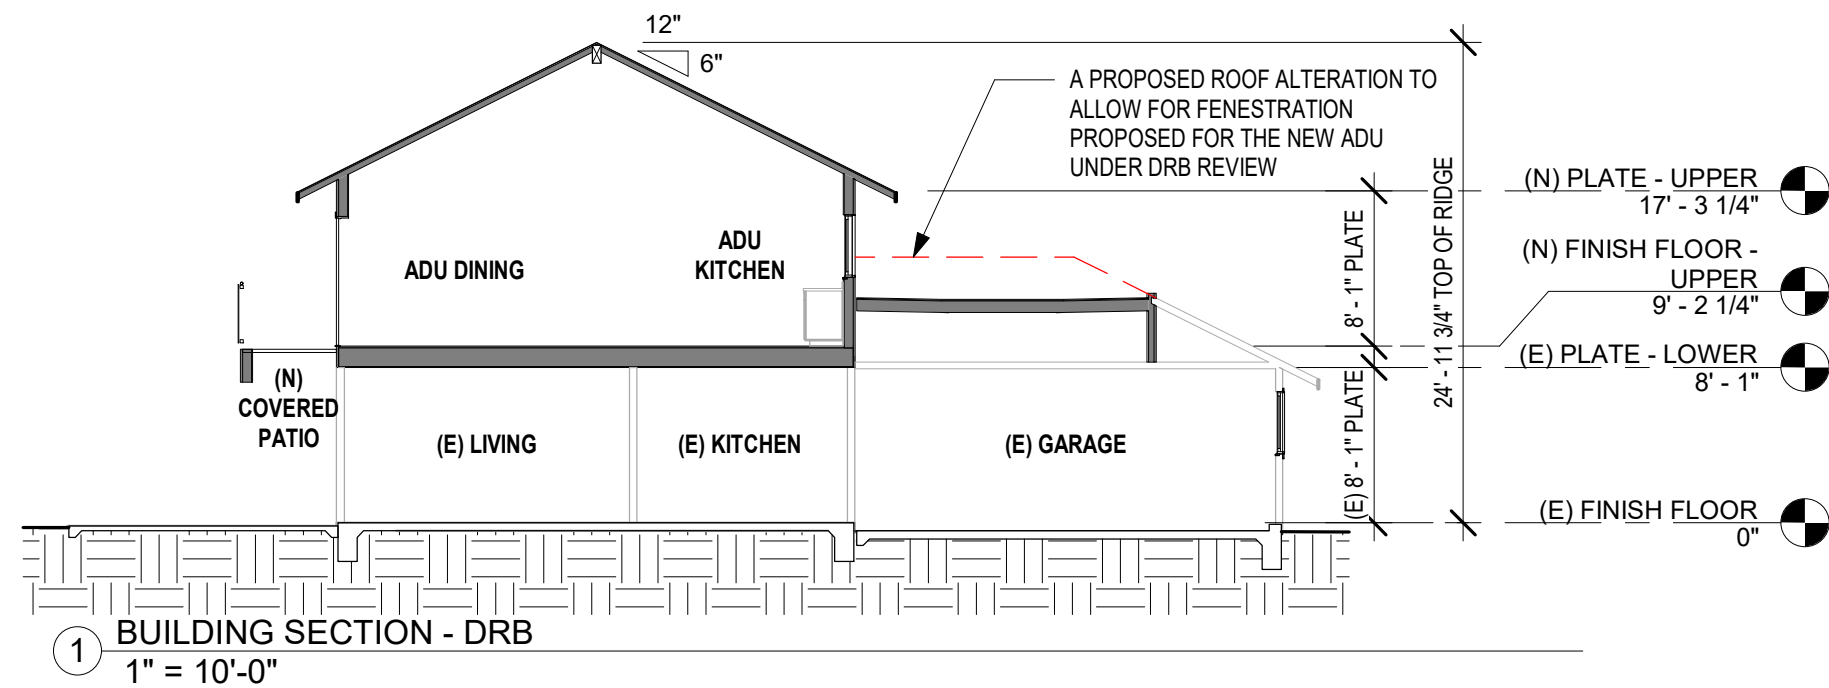 12"
6"
A PROPOSED ROOF ALTERATION TO
ALLOW FOR FENESTRATION
PROPOSED FOR THE NEW ADU
UNDER DRB REVIEW
(N) PLATE - UPPER
17' - 3 1/4"
(N) FINISH FLOOR -
UPPER
9' - 2 1/4"
(E) PLATE - LOWER
8' - 1"
(E) FINISH FLOOR
0"
8' - 1" PLATE
(E) 8' - 1" PLATE
24' - 11 3/4" TOP OF RIDGE
ADU DINING
ADU
KITCHEN
(N)
COVERED
PATIO
(E) LIVING
(E) KITCHEN
(E) GARAGE
1
BUILDING SECTION - DRB
1" = 10'-0"